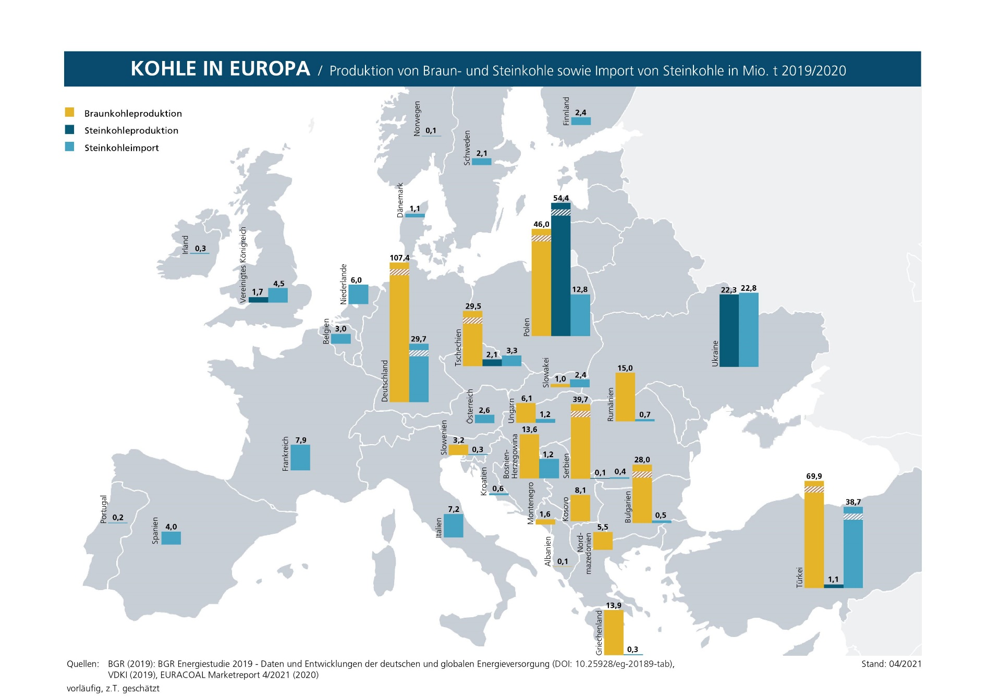 KOHLE IN EUROPA / Produktion von Braun- und Steinkohle sowie Import von Steinkohle in Mio. t 2019/2020
Braunkohleproduktion
Steinkohleproduktion
Steinkohleimport
Norwegen
0,1
Schweden
2,1
Finnland
2,4
Dänemark
1,1
Irland
0,3
Vereinigtes Königreich
1,7
4,5
Niederlande
6,0
Belgien
3,0
Deutschland
107,4
29,7
Tschechien
29,5
2,1
3,3
Polen
46,0
54,4
12,8
Ukraine
22,3
22,8
Slowakei
1,0
2,4
Österreich
2,6
Ungarn
6,1
1,2
Rumänien
15,0
0,7
Frankreich
7,9
Slowenien
3,2
0,3
Kroatien
0,6
Bosnien-
Herzegowina
13,6
1,2
Serbien
39,7
0,1
0,4
Bulgarien
28,0
0,5
Montenegro
1,6
Kosovo
8,1
Albanien
0,1
Nord-
mazedonien
5,5
Portugal
0,2
Spanien
4,0
Italien
7,2
Griechenland
13,9
0,3
Türkei
69,9
1,1
38,7
Quellen: BGR (2019): BGR Energiestudie 2019 - Daten und Entwicklungen der deutschen und globalen Energieversorgung (DOI: 10.25928/eg-20189-tab),
VDKI (2019), EURACOAL Marketreport 4/2021 (2020)
vorläufig, z.T. geschätzt
Stand: 04/2021